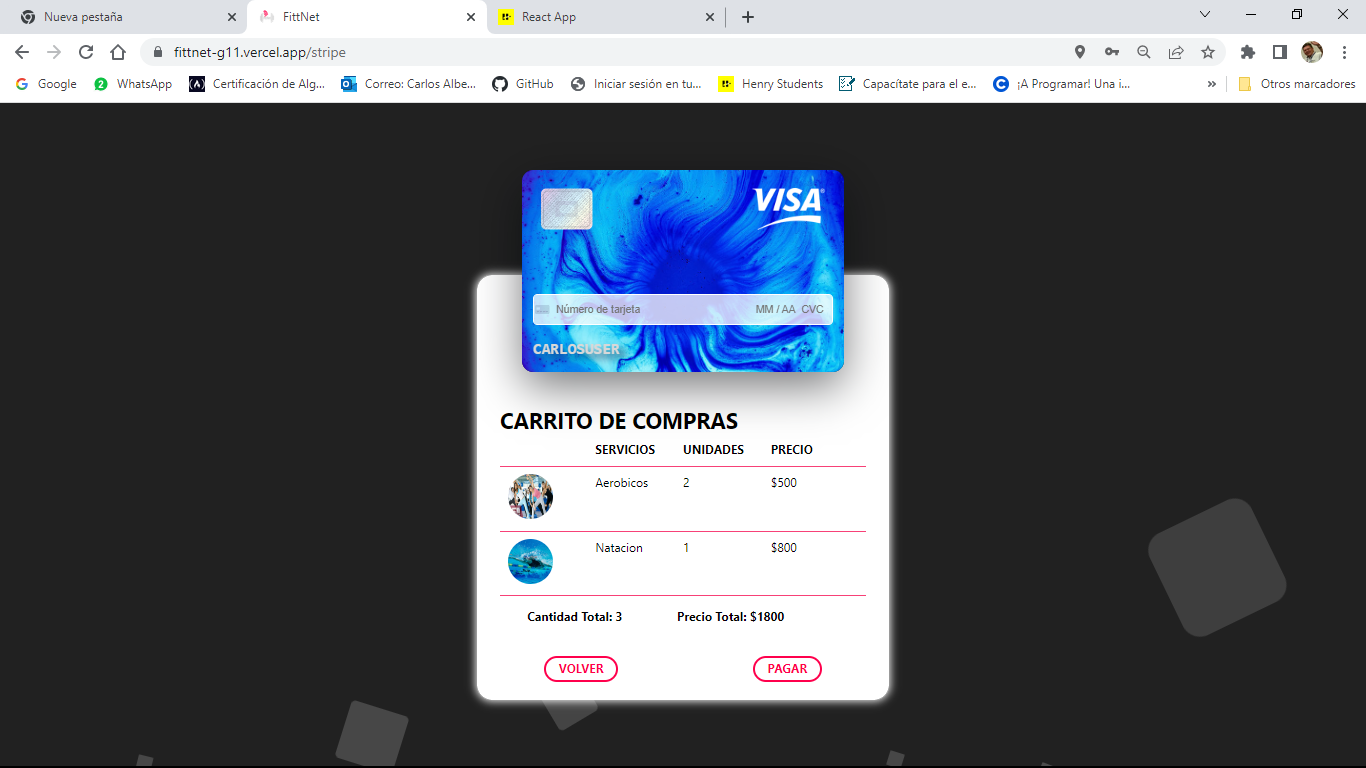 Nueva pestaña
FittNet
React App
fittnet-g11.vercel.app/stripe
Google
WhatsApp
Certificación de Alg...
Correo: Carlos Albe...
GitHub
Iniciar sesión en tu...
Henry Students
Capacítate para el e...
¡A Programar! Una i...
»
Otros marcadores
VISA
Número de tarjeta MM / AA CVC
CARLOSUSER
CARRITO DE COMPRAS
SERVICIOS UNIDADES PRECIO
Aerobicos 2 $500
Natacion 1 $800
Cantidad Total: 3 Precio Total: $1800
VOLVER PAGAR